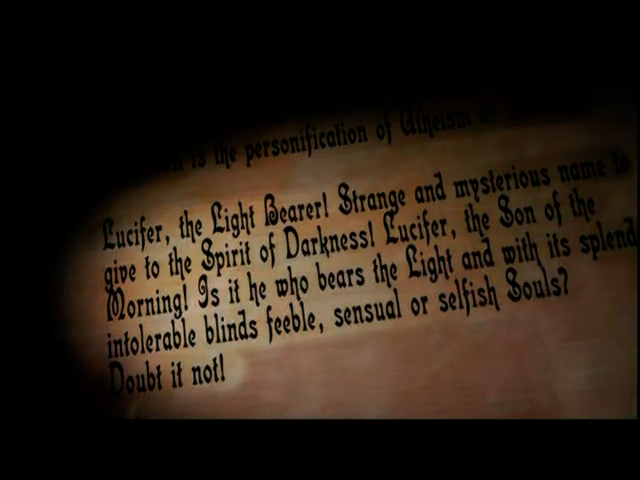 is the personification of Atheism or
Lucifer, the Light Bearer! Strange and mysterious name to
give to the Spirit of Darkness! Lucifer, the Son of the
Morning! Is it he who bears the Light and with its splend
intolerable blinds feeble, sensual or selfish Souls?
Doubt it not!